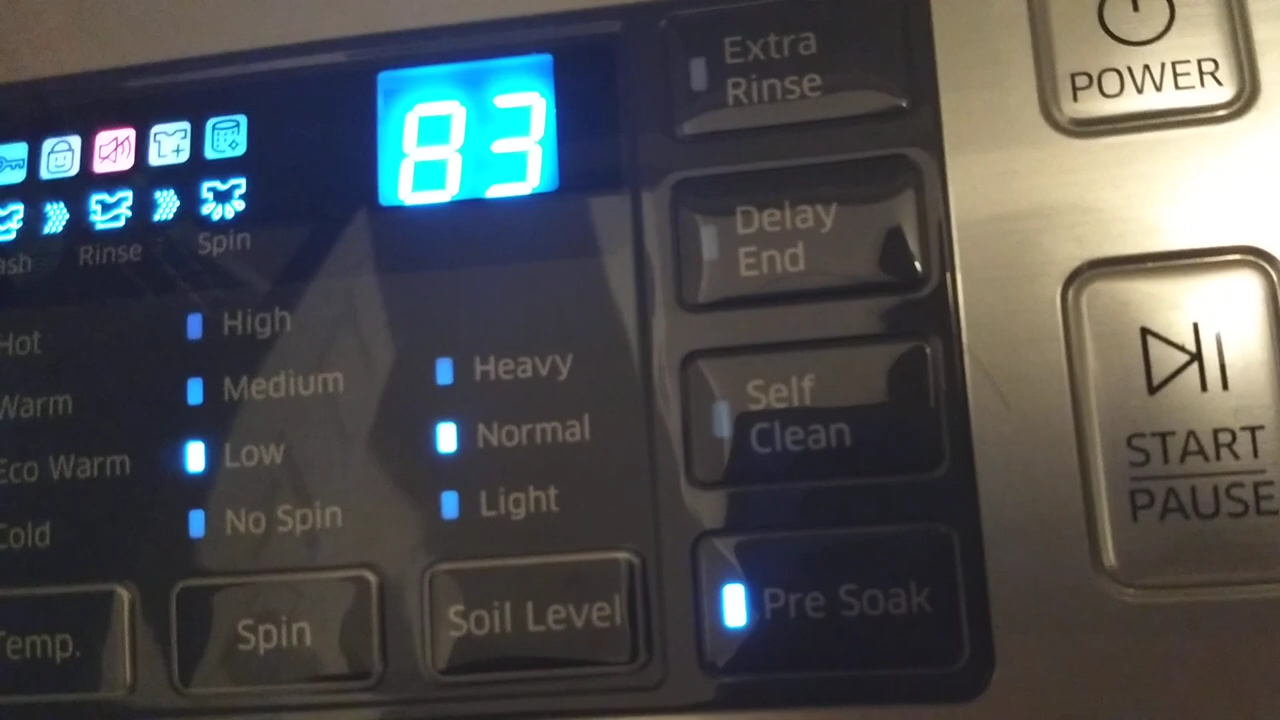 83
Extra
Rinse
POWER
Rinse
Spin
Delay
End
Hot
High
Warm
Medium
Heavy
Eco Warm
Low
Normal
Cold
No Spin
Light
Self
Clean
START
PAUSE
Temp.
Spin
Soil Level
Pre Soak